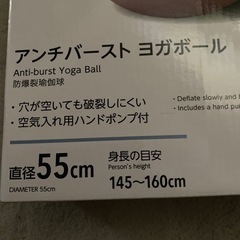 アンチバースト ヨガボール
Anti-burst Yoga Ball
防爆裂瑜伽球
・穴が空いても破裂しにくい
・空気入れ用ハンドポンプ付
• Deflate slowly and
• Includes a hand
直径55cm
DIAMETER 55cm
身長の目安
Person's height
145~160cm